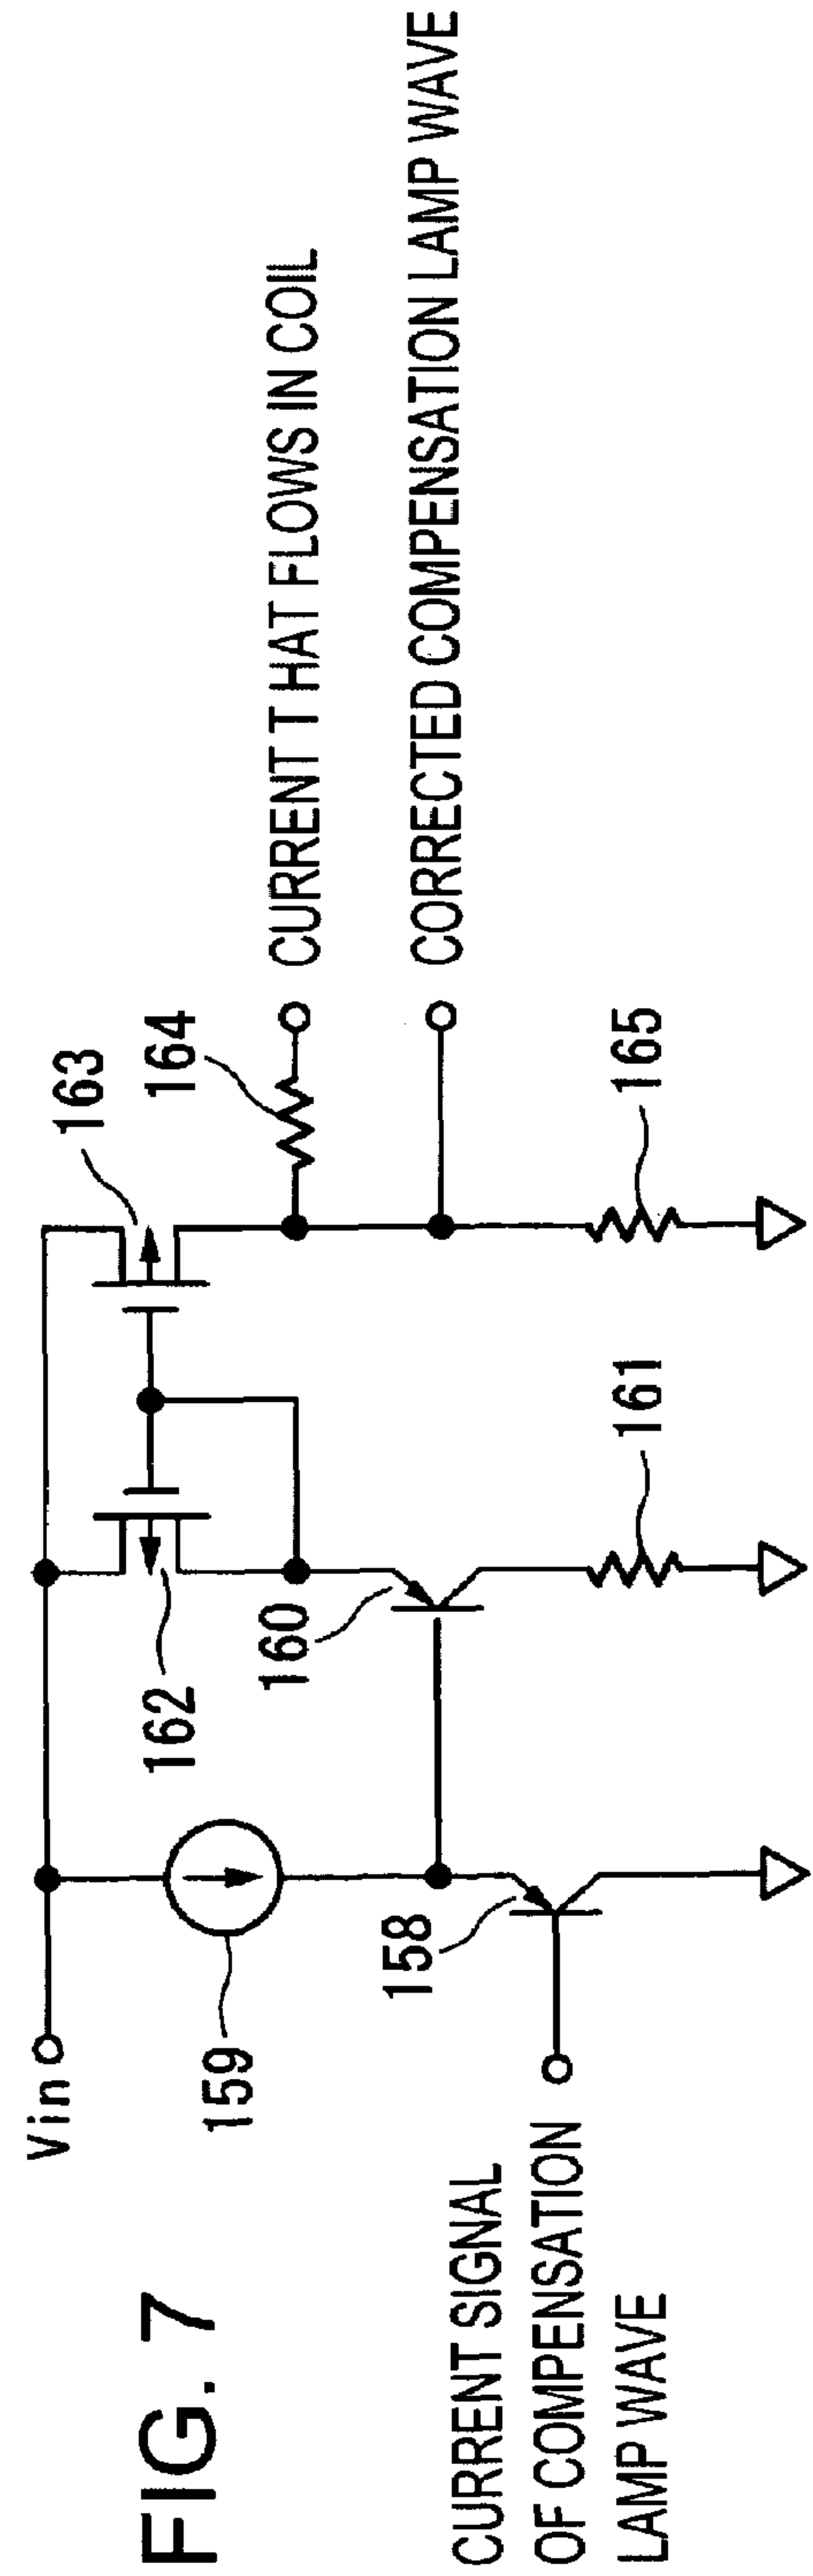 FIG. 7
Vin
159
162
163
164
CURRENT THAT FLOWS IN COIL
160
158
CORRECTED COMPENSATION LAMP WAVE
161
165
CURRENT SIGNAL
OF COMPENSATION
LAMP WAVE